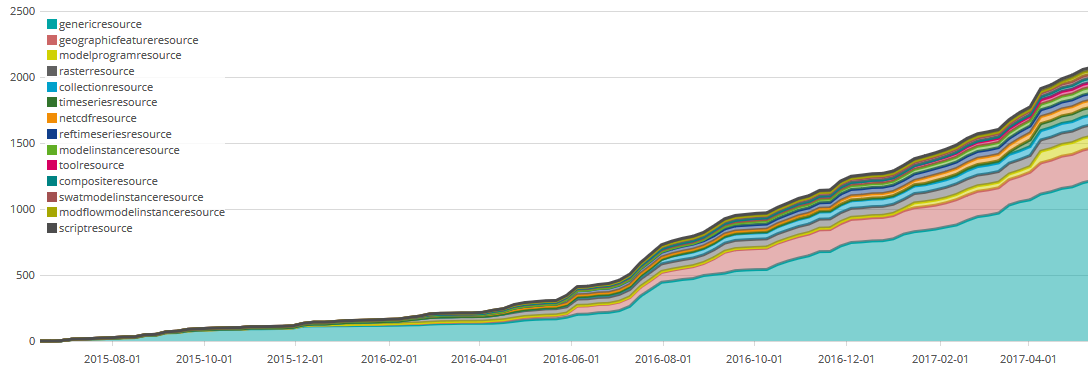 2500
genericresource
geographicfeatureresource
modelprogramresource
rasterresource
2000
collectionresource
timeseriesresource
netcdfresource
reftimeseriesresource
1500
modelinstanceresource
toolresource
compositeresource
swatmodelinstanceresource
1000
modflowmodelinstanceresource
scriptresource
500
0
2015-08-01 2015-10-01 2015-12-01 2016-02-01 2016-04-01 2016-06-01 2016-08-01 2016-10-01 2016-12-01 2017-02-01 2017-04-01